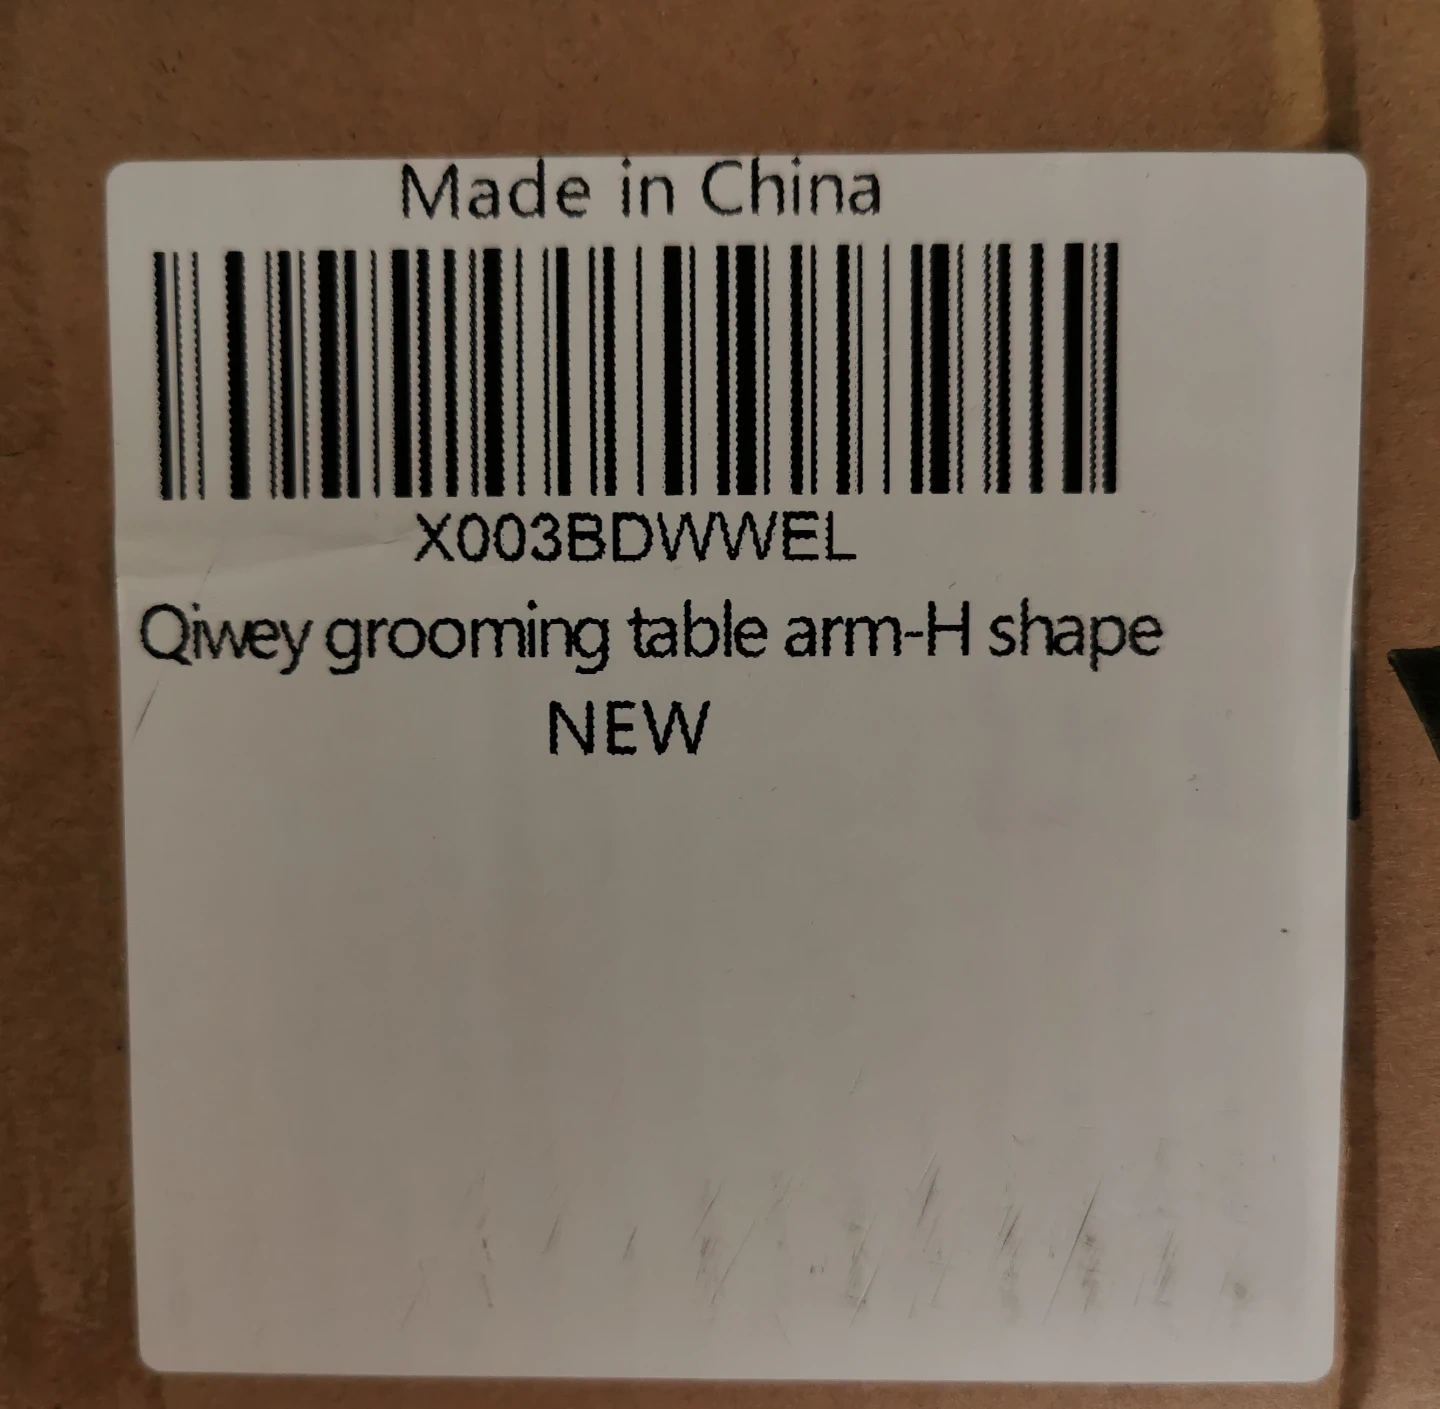 Made in China
X003BDWWEL
Qiwey grooming table arm-H shape
NEW